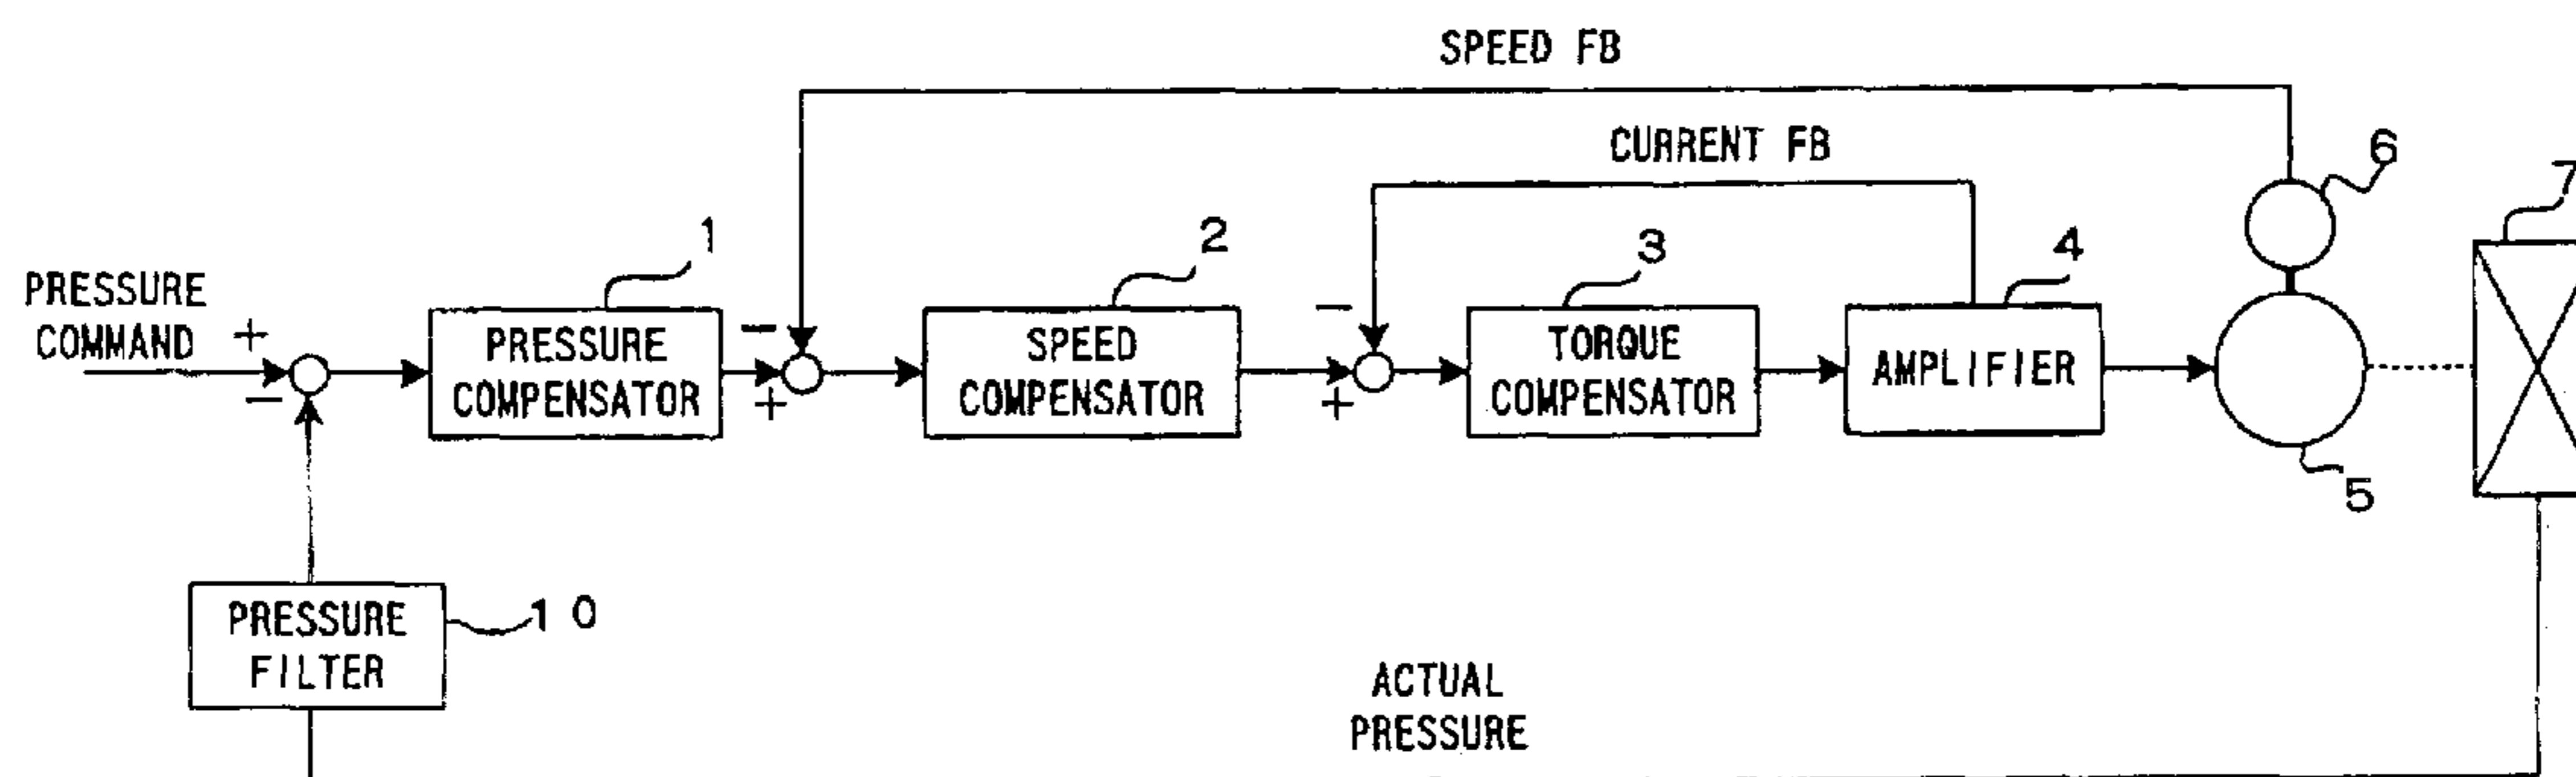 SPEED FB
CURRENT FB
6
7
1
2
3
4
PRESSURE
COMMAND
+
−
PRESSURE
COMPENSATOR
−
+
SPEED
COMPENSATOR
−
+
TORQUE
COMPENSATOR
AMPLIFIER
5
PRESSURE
FILTER
10
ACTUAL
PRESSURE